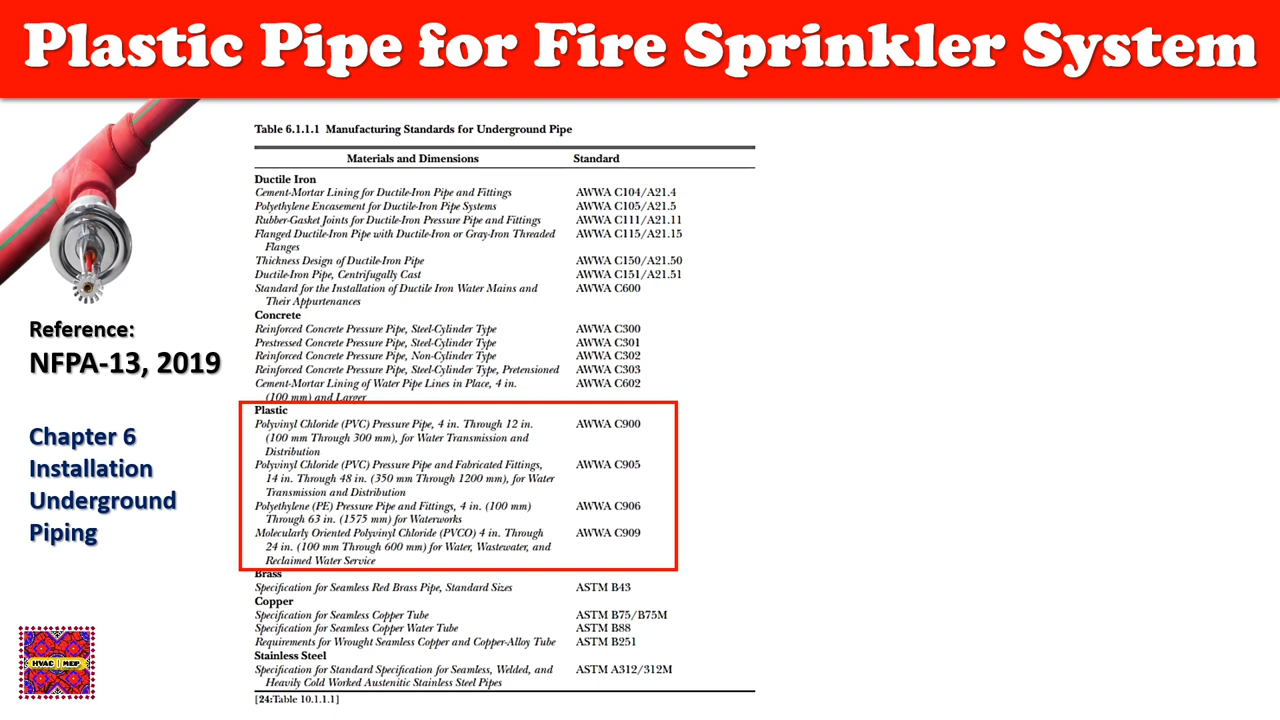 Plastic Pipe for Fire Sprinkler System
Reference:
NFPA-13, 2019
Chapter 6
Installation
Underground
Piping
HVAC | MEP
Table 6.1.1.1 Manufacturing Standards for Underground Pipe
Materials and Dimensions Standard
Ductile Iron
Cement-Mortar Lining for Ductile-Iron Pipe and Fittings AWWA C104/A21.4
Polyethylene Encasement for Ductile-Iron Pipe Systems AWWA C105/A21.5
Rubber-Gasket Joints for Ductile-Iron Pressure Pipe and Fittings AWWA C111/A21.11
Flanged Ductile-Iron Pipe with Ductile-Iron or Gray-Iron Threaded AWWA C115/A21.15
Flanges
Thickness Design of Ductile-Iron Pipe AWWA C150/A21.50
Ductile-Iron Pipe, Centrifugally Cast AWWA C151/A21.51
Standard for the Installation of Ductile Iron Water Mains and AWWA C600
Their Appurtenances
Concrete
Reinforced Concrete Pressure Pipe, Steel-Cylinder Type AWWA C300
Prestressed Concrete Pressure Pipe, Steel-Cylinder Type AWWA C301
Reinforced Concrete Pressure Pipe, Non-Cylinder Type AWWA C302
Reinforced Concrete Pressure Pipe, Steel-Cylinder Type, Pretensioned AWWA C303
Cement-Mortar Lining of Water Pipe Lines in Place, 4 in. AWWA C602
(100 mm) and Larger
Plastic
Polyvinyl Chloride (PVC) Pressure Pipe, 4 in. Through 12 in. AWWA C900
(100 mm Through 300 mm), for Water Transmission and
Distribution
Polyvinyl Chloride (PVC) Pressure Pipe and Fabricated Fittings, AWWA C905
14 in. Through 48 in. (350 mm Through 1200 mm), for Water
Transmission and Distribution
Polyethylene (PE) Pressure Pipe and Fittings, 4 in. (100 mm) AWWA C906
Through 63 in. (1575 mm) for Waterworks
Molecularly Oriented Polyvinyl Chloride (PVCO) 4 in. Through AWWA C909
24 in. (100 mm Through 600 mm) for Water, Wastewater, and
Reclaimed Water Service
Brass
Specification for Seamless Red Brass Pipe, Standard Sizes ASTM B43
Copper
Specification for Seamless Copper Tube ASTM B75/B75M
Specification for Seamless Copper Water Tube ASTM B88
Requirements for Wrought Seamless Copper and Copper-Alloy Tube ASTM B251
Stainless Steel
Specification for Standard Specification for Seamless, Welded, and ASTM A312/312M
Heavily Cold Worked Austenitic Stainless Steel Pipes
[24:Table 10.1.1.1]